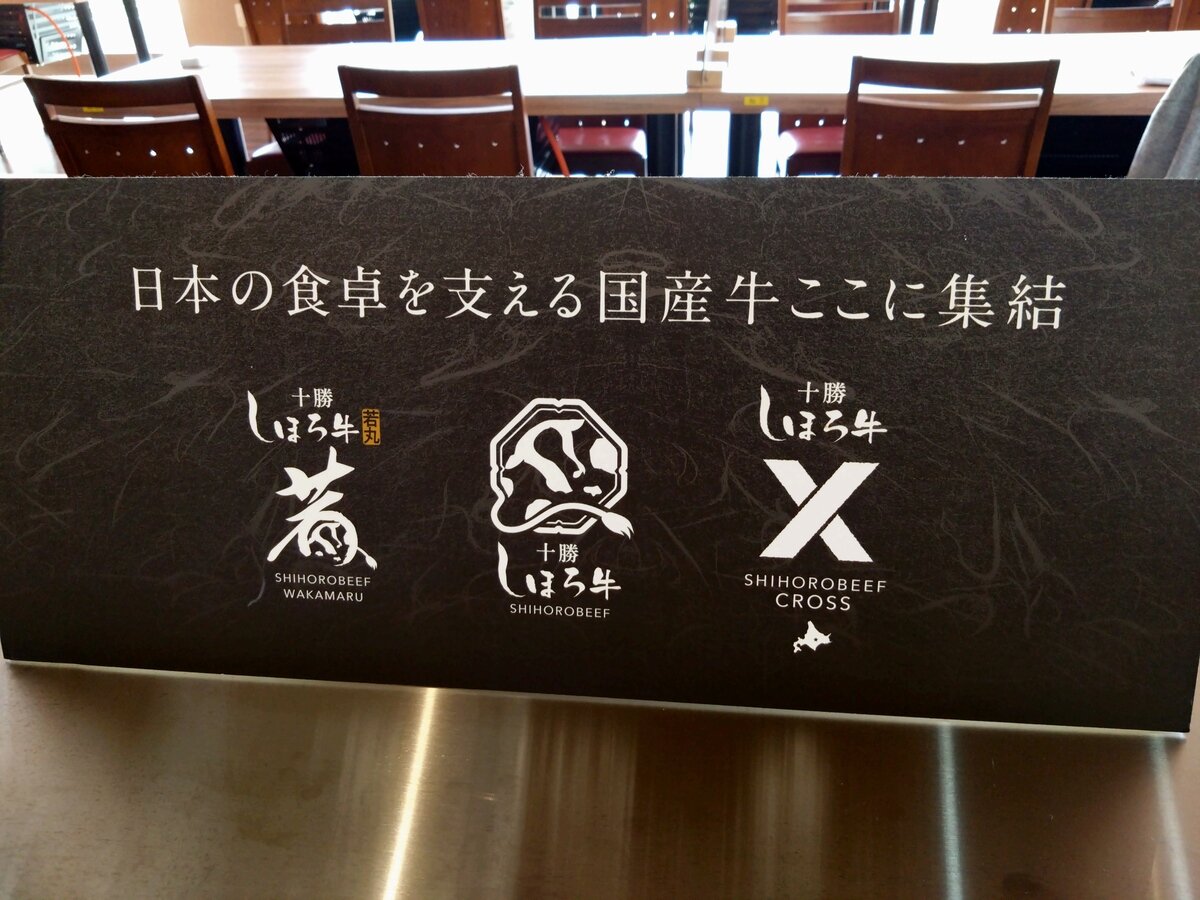 日本の食卓を支える国産牛ここに集結
十勝
しほろ牛 若丸
若
SHIHOROBEEF
WAKAMARU
十勝
しほろ牛
SHIHOROBEEF
十勝
しほろ牛
X
SHIHOROBEEF
CROSS